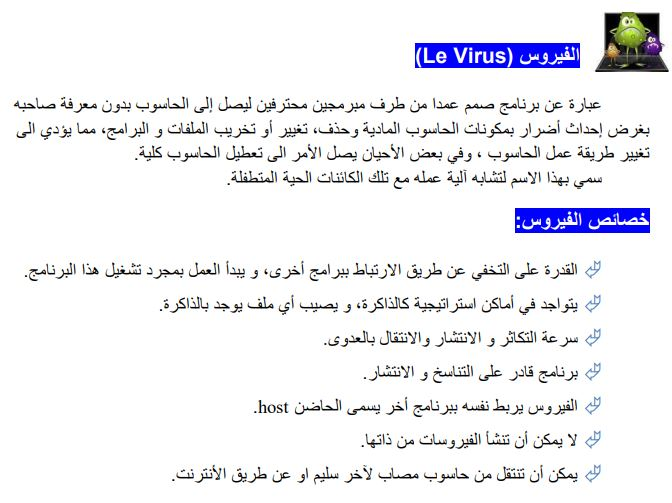 الفيروس (Le Virus)
عبارة عن برنامج صمم عمدا من طرف مبرمجين محترفين ليصل إلى الحاسوب بدون معرفة صاحبه
بغرض إحداث أضرار بمكونات الحاسوب المادية وحذف، تغيير أو تخريب الملفات و البرامج، مما يؤدي الى
تغيير طريقة عمل الحاسوب ، وفي بعض الأحيان يصل الأمر الى تعطيل الحاسوب كلية.
سمي بهذا الاسم لتشابه آلية عمله مع تلك الكائنات الحية المتطفلة.
خصائص الفيروس:
القدرة على التخفي عن طريق الارتباط ببرامج أخرى، و يبدأ العمل بمجرد تشغيل هذا البرنامج.
يتواجد في أماكن استراتيجية كالذاكرة، و يصيب أي ملف يوجد بالذاكرة.
سرعة التكاثر و الانتشار والانتقال بالعدوى.
برنامج قادر على التناسخ و الانتشار.
الفيروس يربط نفسه ببرنامج أخر يسمى الحاضن host.
لا يمكن أن تنشأ الفيروسات من ذاتها.
يمكن أن تنتقل من حاسوب مصاب لآخر سليم او عن طريق الأنترنت.